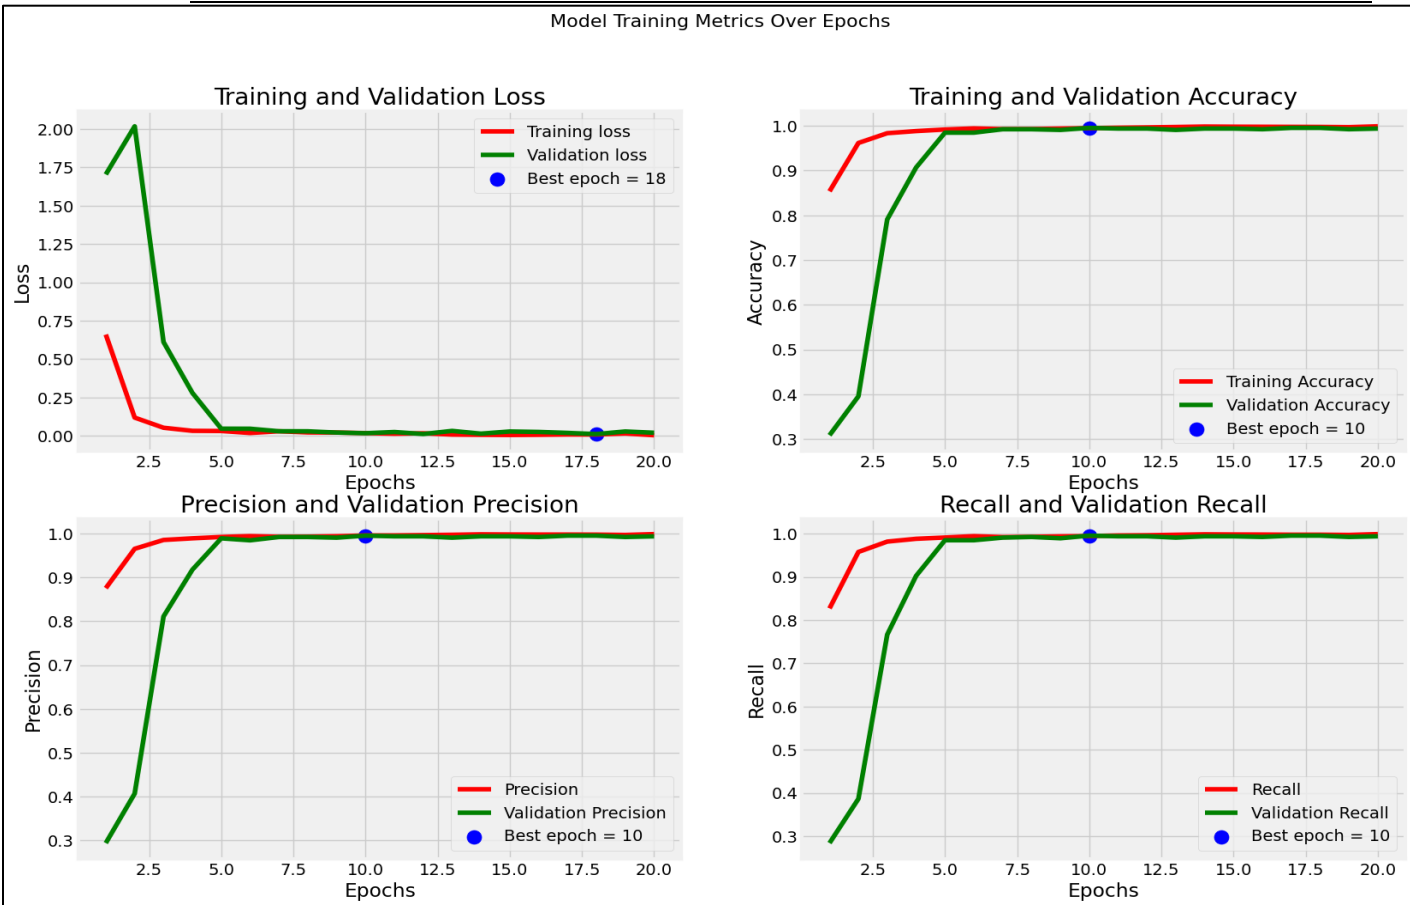 Model Training Metrics Over Epochs
Training and Validation Loss
2.00
1.75
1.50
1.25
1.00
0.75
0.50
0.25
0.00
Loss
Training loss
Validation loss
Best epoch = 18
2.5 5.0 7.5 10.0 12.5 15.0 17.5 20.0
Epochs
Training and Validation Accuracy
1.0
0.9
0.8
0.7
0.6
0.5
0.4
0.3
Accuracy
Training Accuracy
Validation Accuracy
Best epoch = 10
2.5 5.0 7.5 10.0 12.5 15.0 17.5 20.0
Epochs
Precision and Validation Precision
1.0
0.9
0.8
0.7
0.6
0.5
0.4
0.3
Precision
Precision
Validation Precision
Best epoch = 10
2.5 5.0 7.5 10.0 12.5 15.0 17.5 20.0
Epochs
Recall and Validation Recall
1.0
0.9
0.8
0.7
0.6
0.5
0.4
0.3
Recall
Recall
Validation Recall
Best epoch = 10
2.5 5.0 7.5 10.0 12.5 15.0 17.5 20.0
Epochs